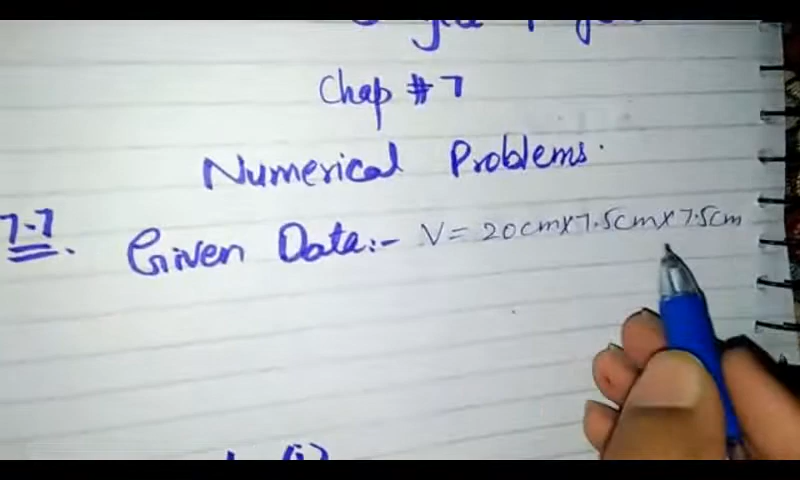 Chap # 7
Numerical Problems.
7.7. Given Data:- V = 20cm x 7.5cm x 7.5cm
(i)